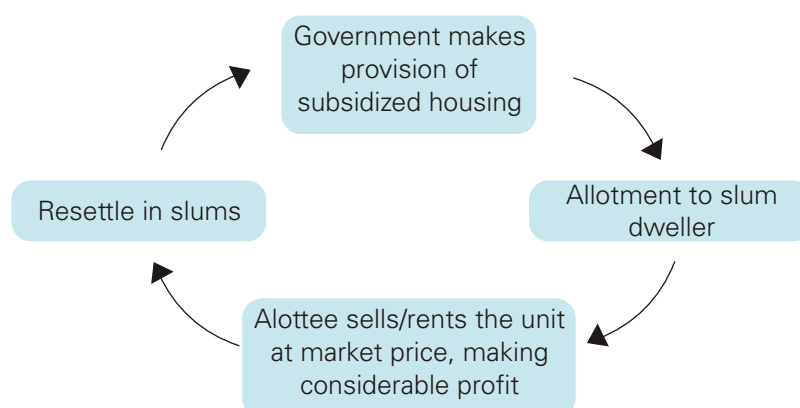 Government makes
provision of
subsidized housing
Allotment to slum
dweller
Alottee sells/rents the unit
at market price, making
considerable profit
Resettle in slums